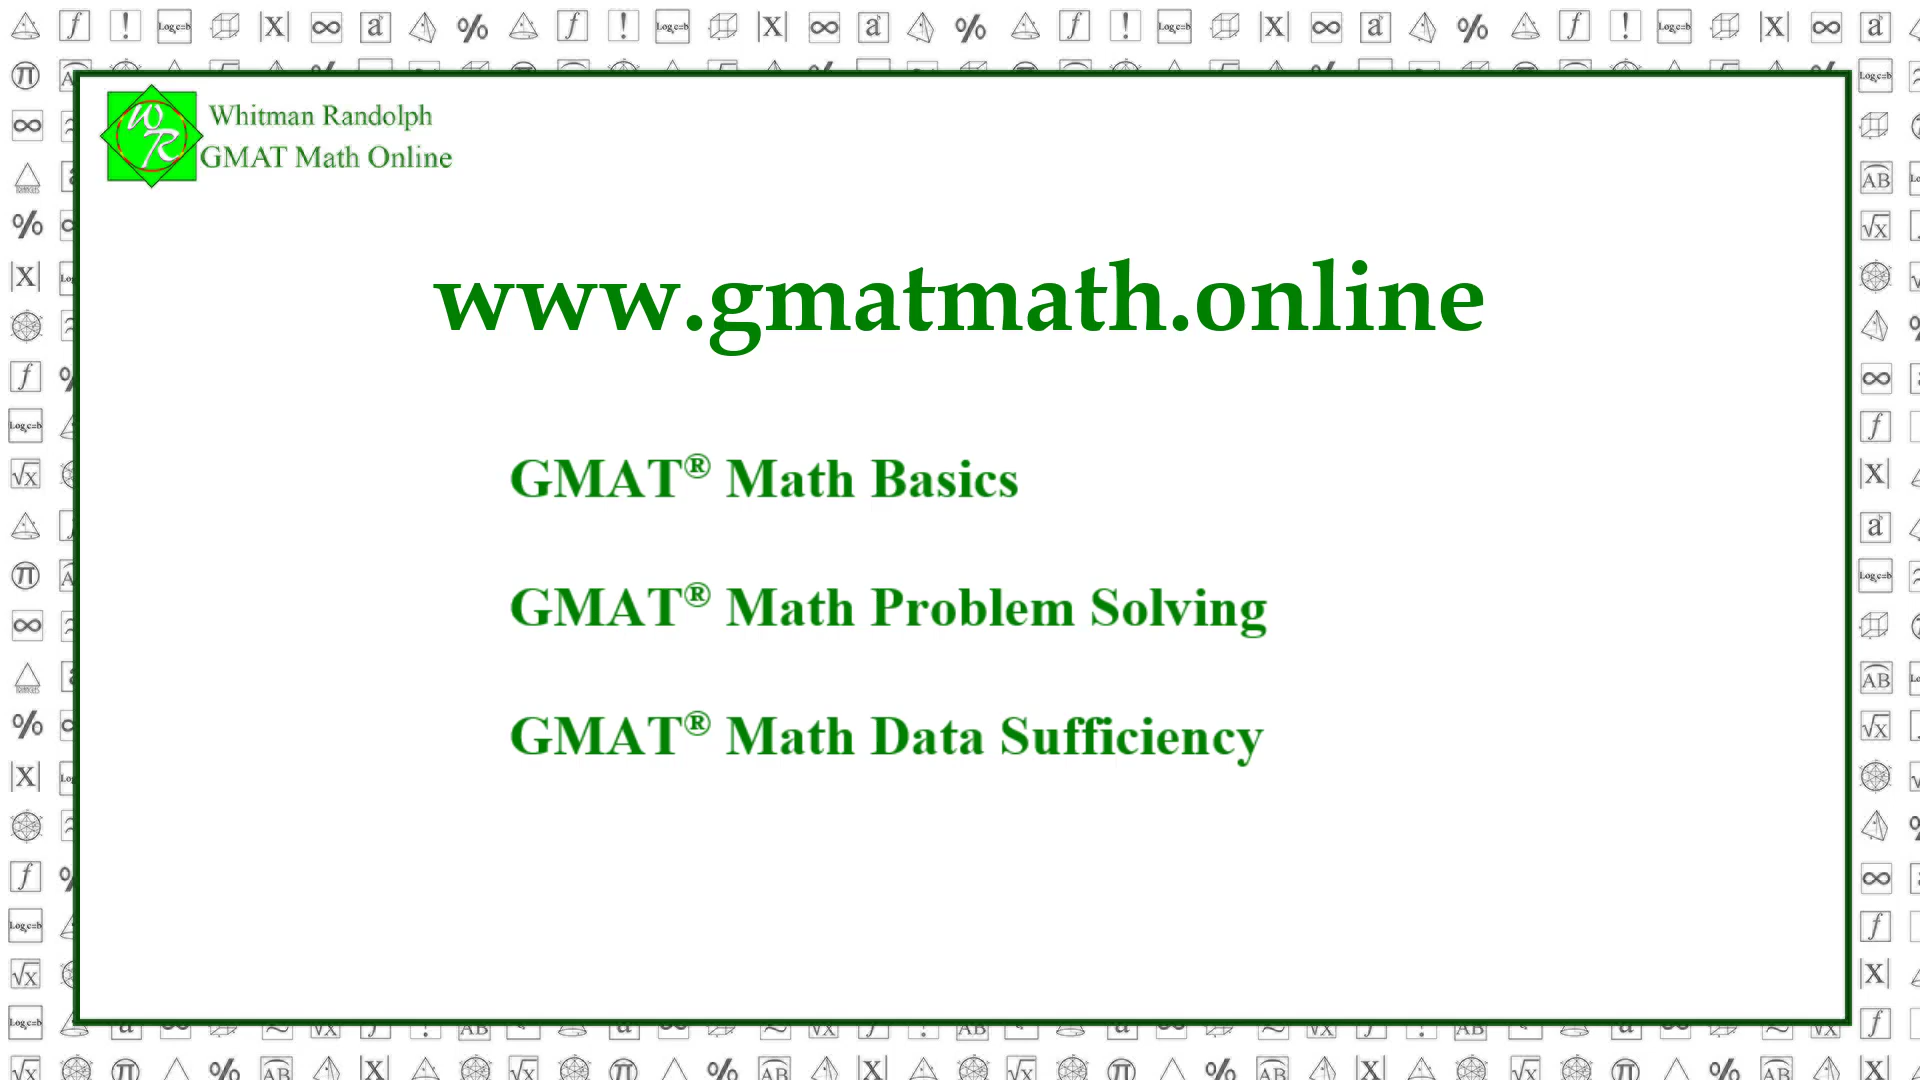 Whitman Randolph
GMAT Math Online
www.gmatmath.online
GMAT® Math Basics
GMAT® Math Problem Solving
GMAT® Math Data Sufficiency